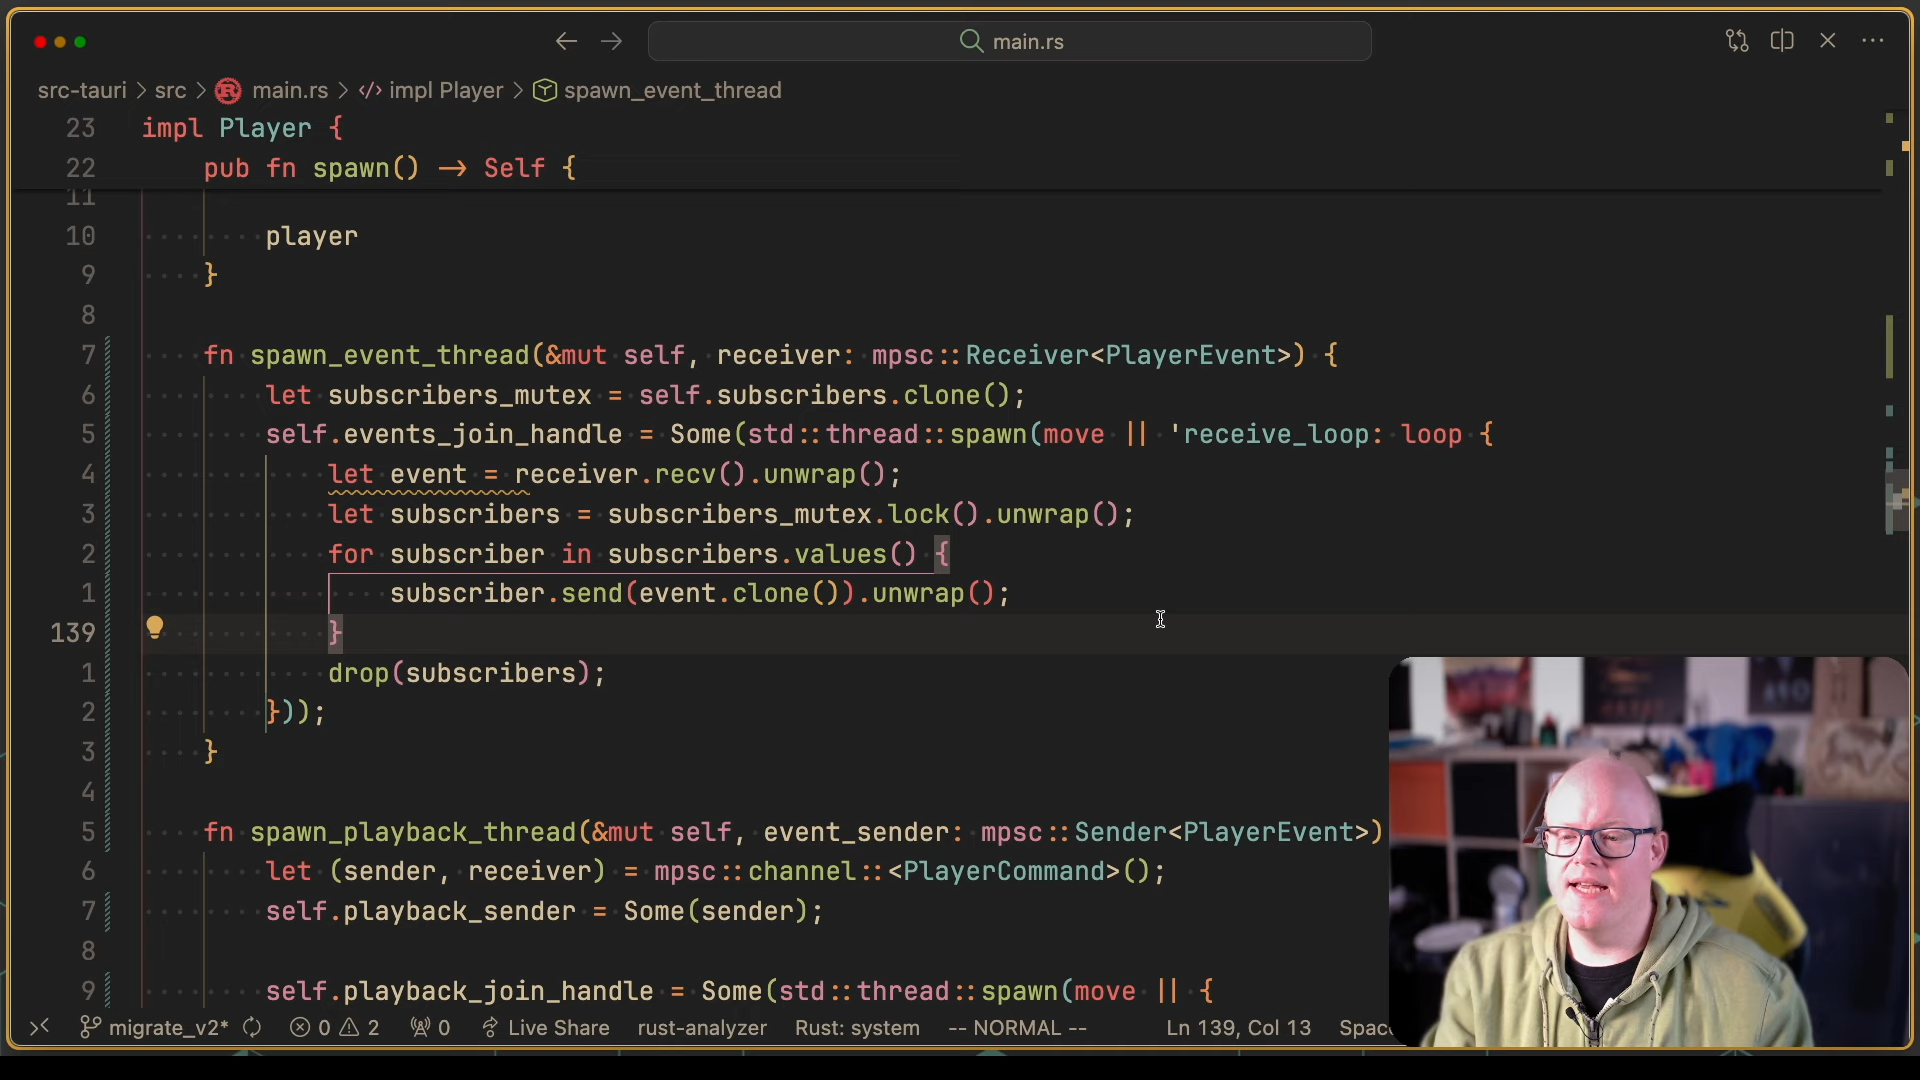 main.rs
src-tauri > src > main.rs > impl Player > spawn_event_thread
23 impl Player {
22 pub fn spawn() -> Self {
11
10 player
9 }
8
7 fn spawn_event_thread(&mut self, receiver: mpsc::Receiver<PlayerEvent>) {
6 let subscribers_mutex = self.subscribers.clone();
5 self.events_join_handle = Some(std::thread::spawn(move || 'receive_loop: loop {
4 let event = receiver.recv().unwrap();
3 let subscribers = subscribers_mutex.lock().unwrap();
2 for subscriber in subscribers.values() {
1 subscriber.send(event.clone()).unwrap();
139 }
1 drop(subscribers);
2 }));
3 }
4
5 fn spawn_playback_thread(&mut self, event_sender: mpsc::Sender<PlayerEvent>)
6 let (sender, receiver) = mpsc::channel::<PlayerCommand>();
7 self.playback_sender = Some(sender);
8
9 self.playback_join_handle = Some(std::thread::spawn(move || {
migrate_v2* 0 2 0 Live Share rust-analyzer Rust: system -- NORMAL -- Ln 139, Col 13